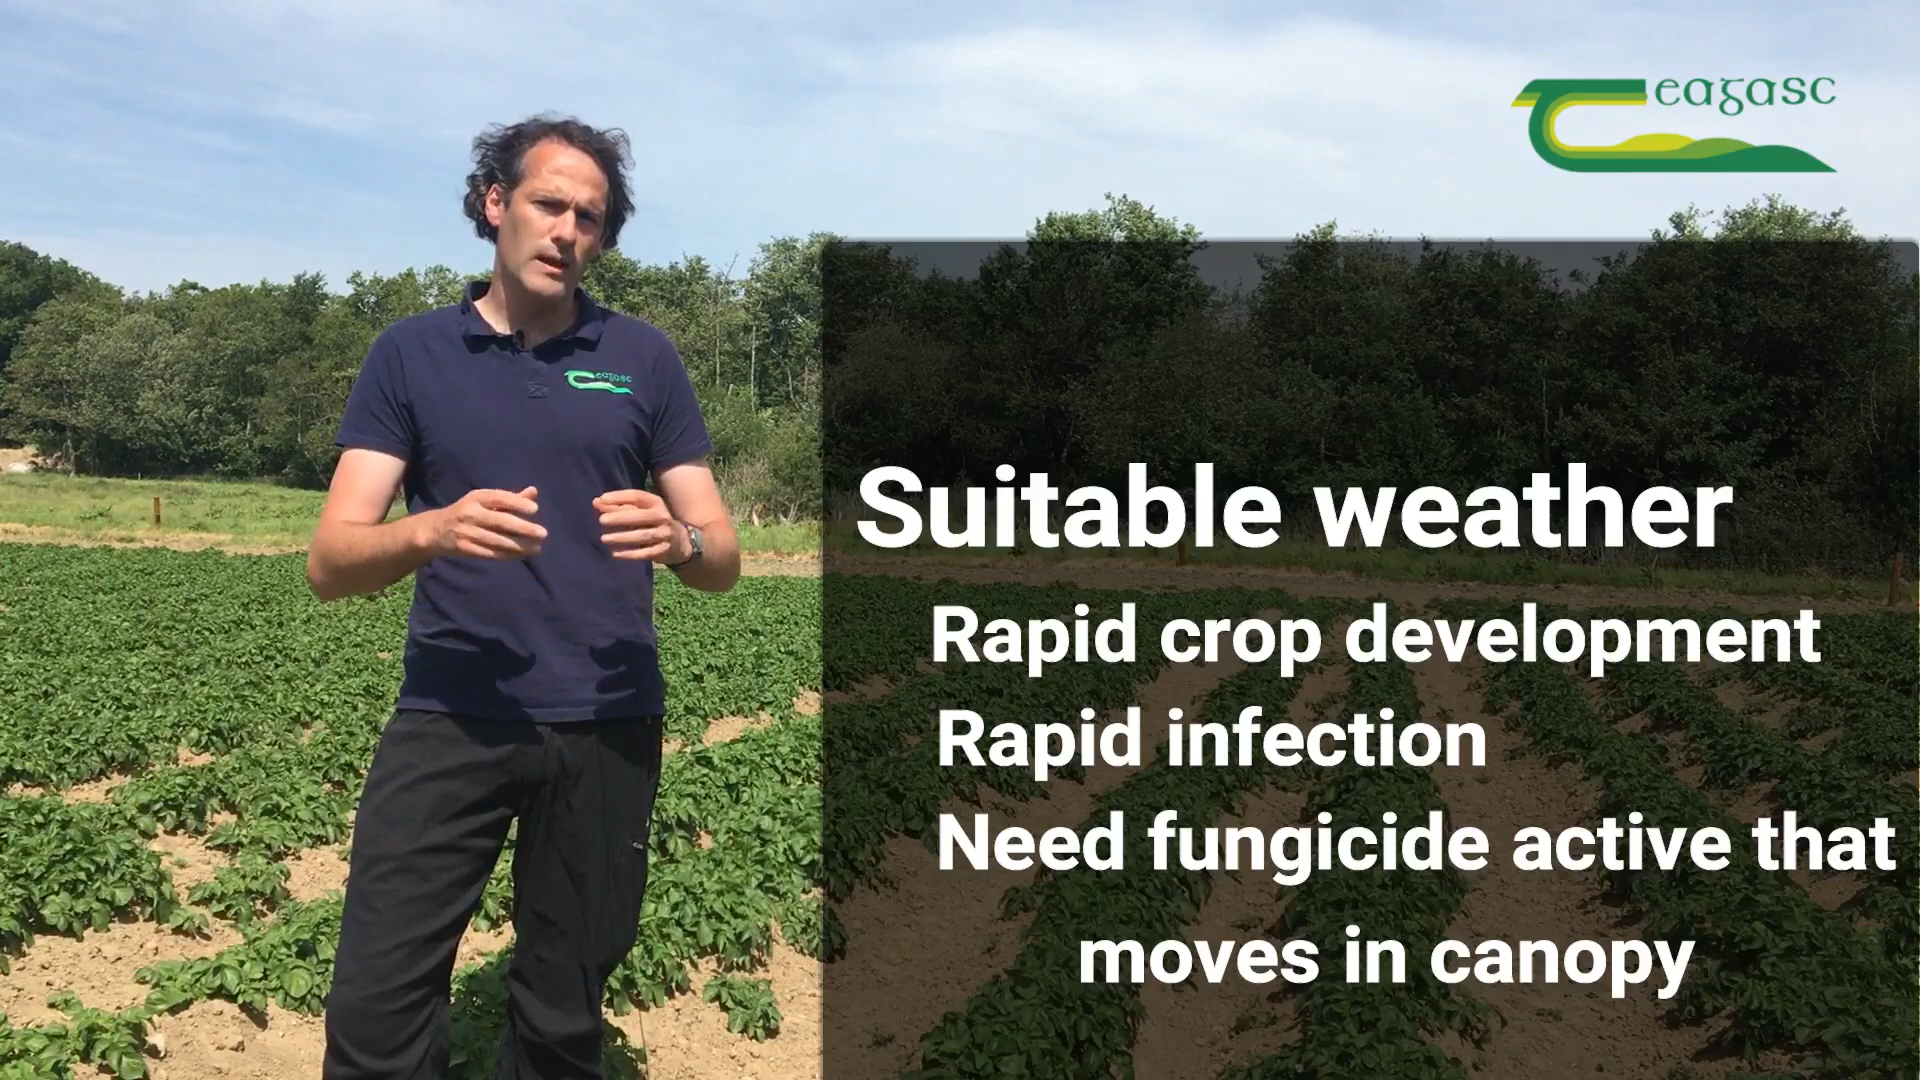 eagasc
eagasc
Suitable weather
Rapid crop development
Rapid infection
Need fungicide active that
moves in canopy